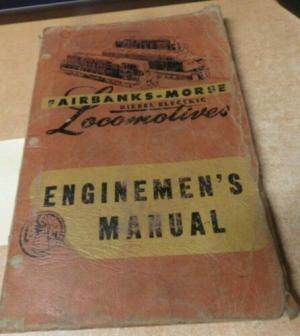 FAIRBANKS-MORSE
DIESEL ELECTRIC
Locomotives
ENGINEMEN'S
MANUAL